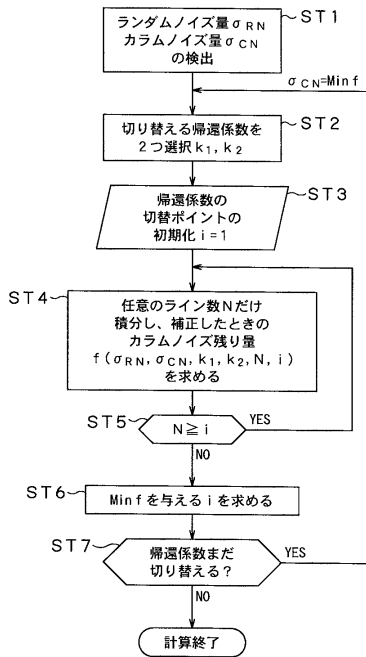 ST1
ランダムノイズ量σRN
カラムノイズ量σCN
の検出
σCN=Minf
ST2
切り替える帰還係数を
2つ選択k1,k2
ST3
帰還係数の
切替ポイントの
初期化i=1
ST4
任意のライン数Nだけ
積分し、補正したときの
カラムノイズ残り量
f(σRN,σCN,k1,k2,N,i)
を求める
ST5
N≧i
YES
NO
ST6
Minfを与えるiを求める
ST7
帰還係数まだ
切り替える?
YES
NO
計算終了